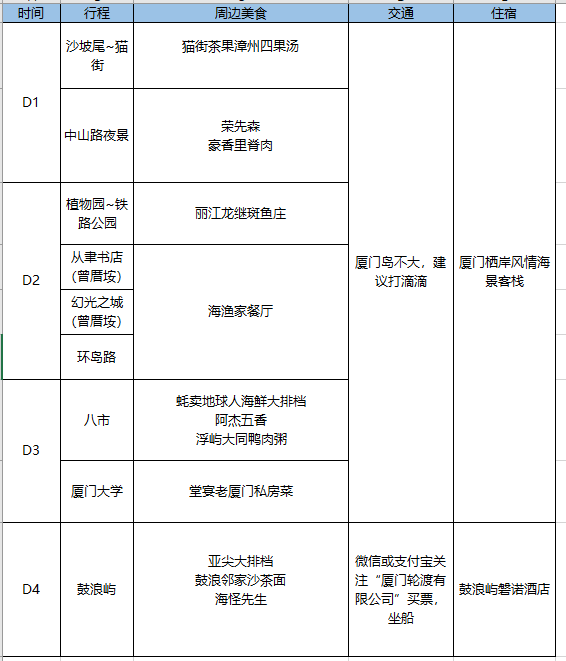 时间
行程
周边美食
交通
住宿
D1
沙坡尾~猫
街
猫街茶果漳州四果汤
中山路夜景
荣先森
豪香里脊肉
D2
植物园~铁
路公园
丽江龙继斑鱼庄
从聿书店
（曾厝垵）
幻光之城
（曾厝垵）
环岛路
海渔家餐厅
D3
八市
蚝卖地球人海鲜大排档
阿杰五香
浮屿大同鸭肉粥
厦门大学
堂宴老厦门私房菜
厦门岛不大，建
议打滴滴
厦门栖岸风情海
景客栈
D4
鼓浪屿
亚尖大排档
鼓浪邻家沙茶面
海怪先生
微信或支付宝关
注“厦门轮渡有
限公司”买票，
坐船
鼓浪屿磐诺酒店